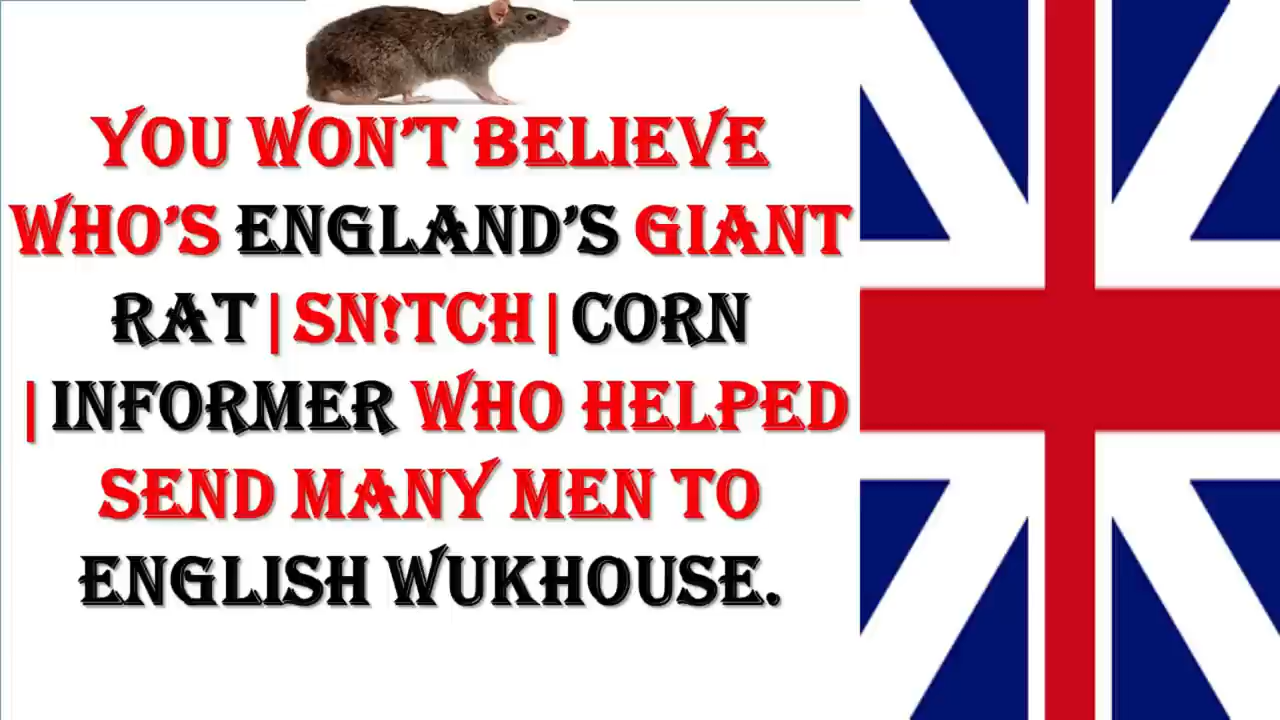 YOU WON'T BELIEVE
WHO'S ENGLAND'S GIANT
RAT|SN!TCH|CORN
|INFORMER WHO HELPED
SEND MANY MEN TO
ENGLISH WUKHOUSE.